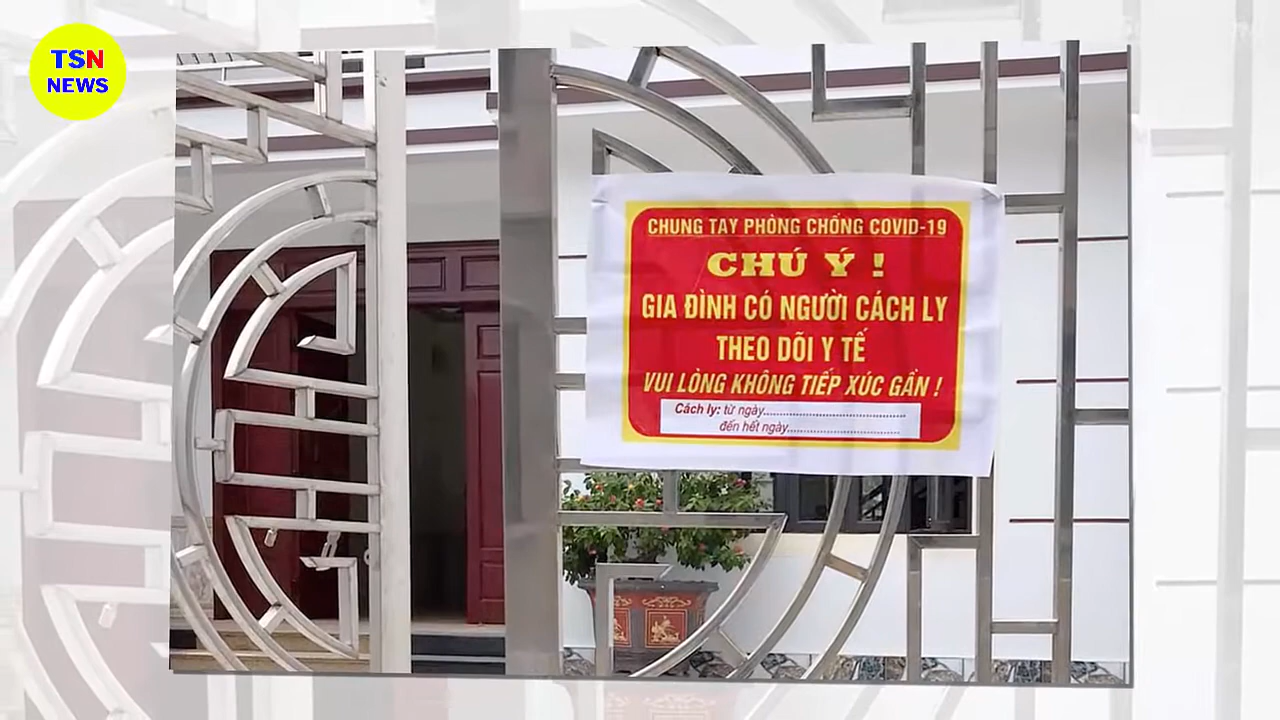 TSN
NEWS
CHUNG TAY PHÒNG CHỐNG COVID-19
CHÚ Ý !
GIA ĐÌNH CÓ NGƯỜI CÁCH LY
THEO DÕI Y TẾ
VUI LÒNG KHÔNG TIẾP XÚC GẦN !
Cách ly: từ ngày........................................
đến hết ngày................................